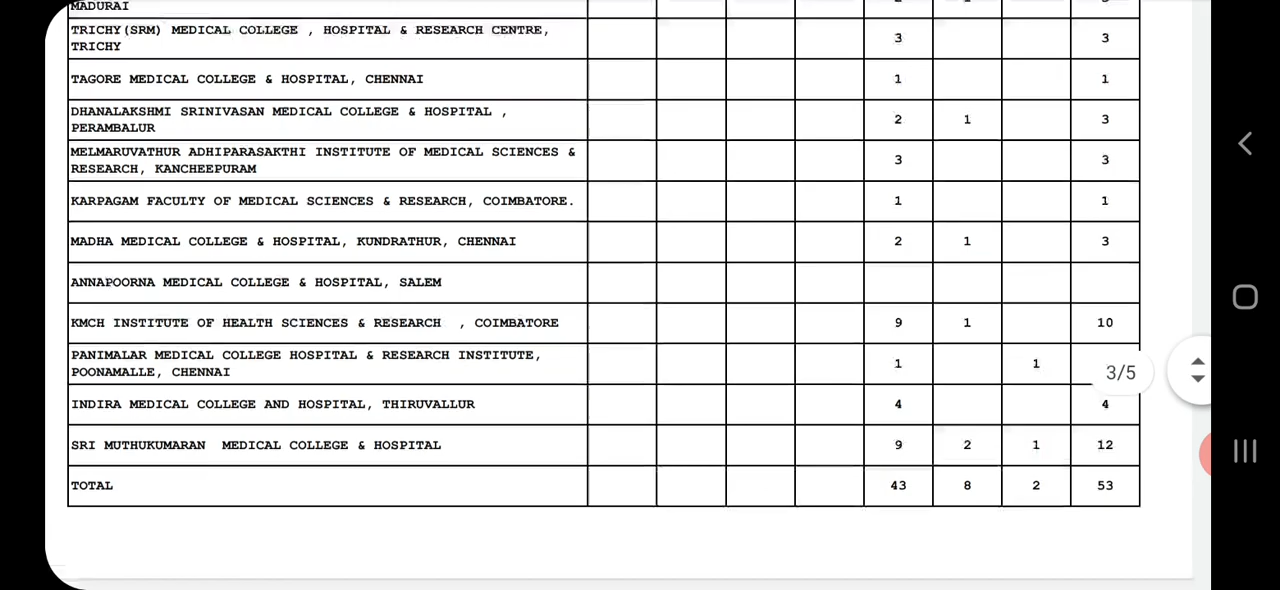 MADURAI
TRICHY(SRM) MEDICAL COLLEGE , HOSPITAL & RESEARCH CENTRE, 3 3
TRICHY
TAGORE MEDICAL COLLEGE & HOSPITAL, CHENNAI 1 1
DHANALAKSHMI SRINIVASAN MEDICAL COLLEGE & HOSPITAL , 2 1 3
PERAMBALUR
MELMARUVATHUR ADHIPARASAKTHI INSTITUTE OF MEDICAL SCIENCES & 3 3
RESEARCH, KANCHEEPURAM
KARPAGAM FACULTY OF MEDICAL SCIENCES & RESEARCH, COIMBATORE. 1 1
MADHA MEDICAL COLLEGE & HOSPITAL, KUNDRATHUR, CHENNAI 2 1 3
ANNAPOORNA MEDICAL COLLEGE & HOSPITAL, SALEM
KMCH INSTITUTE OF HEALTH SCIENCES & RESEARCH , COIMBATORE 9 1 10
PANIMALAR MEDICAL COLLEGE HOSPITAL & RESEARCH INSTITUTE, 1 1
POONAMALLE, CHENNAI
3/5
INDIRA MEDICAL COLLEGE AND HOSPITAL, THIRUVALLUR 4 4
SRI MUTHUKUMARAN MEDICAL COLLEGE & HOSPITAL 9 2 1 12
TOTAL 43 8 2 53